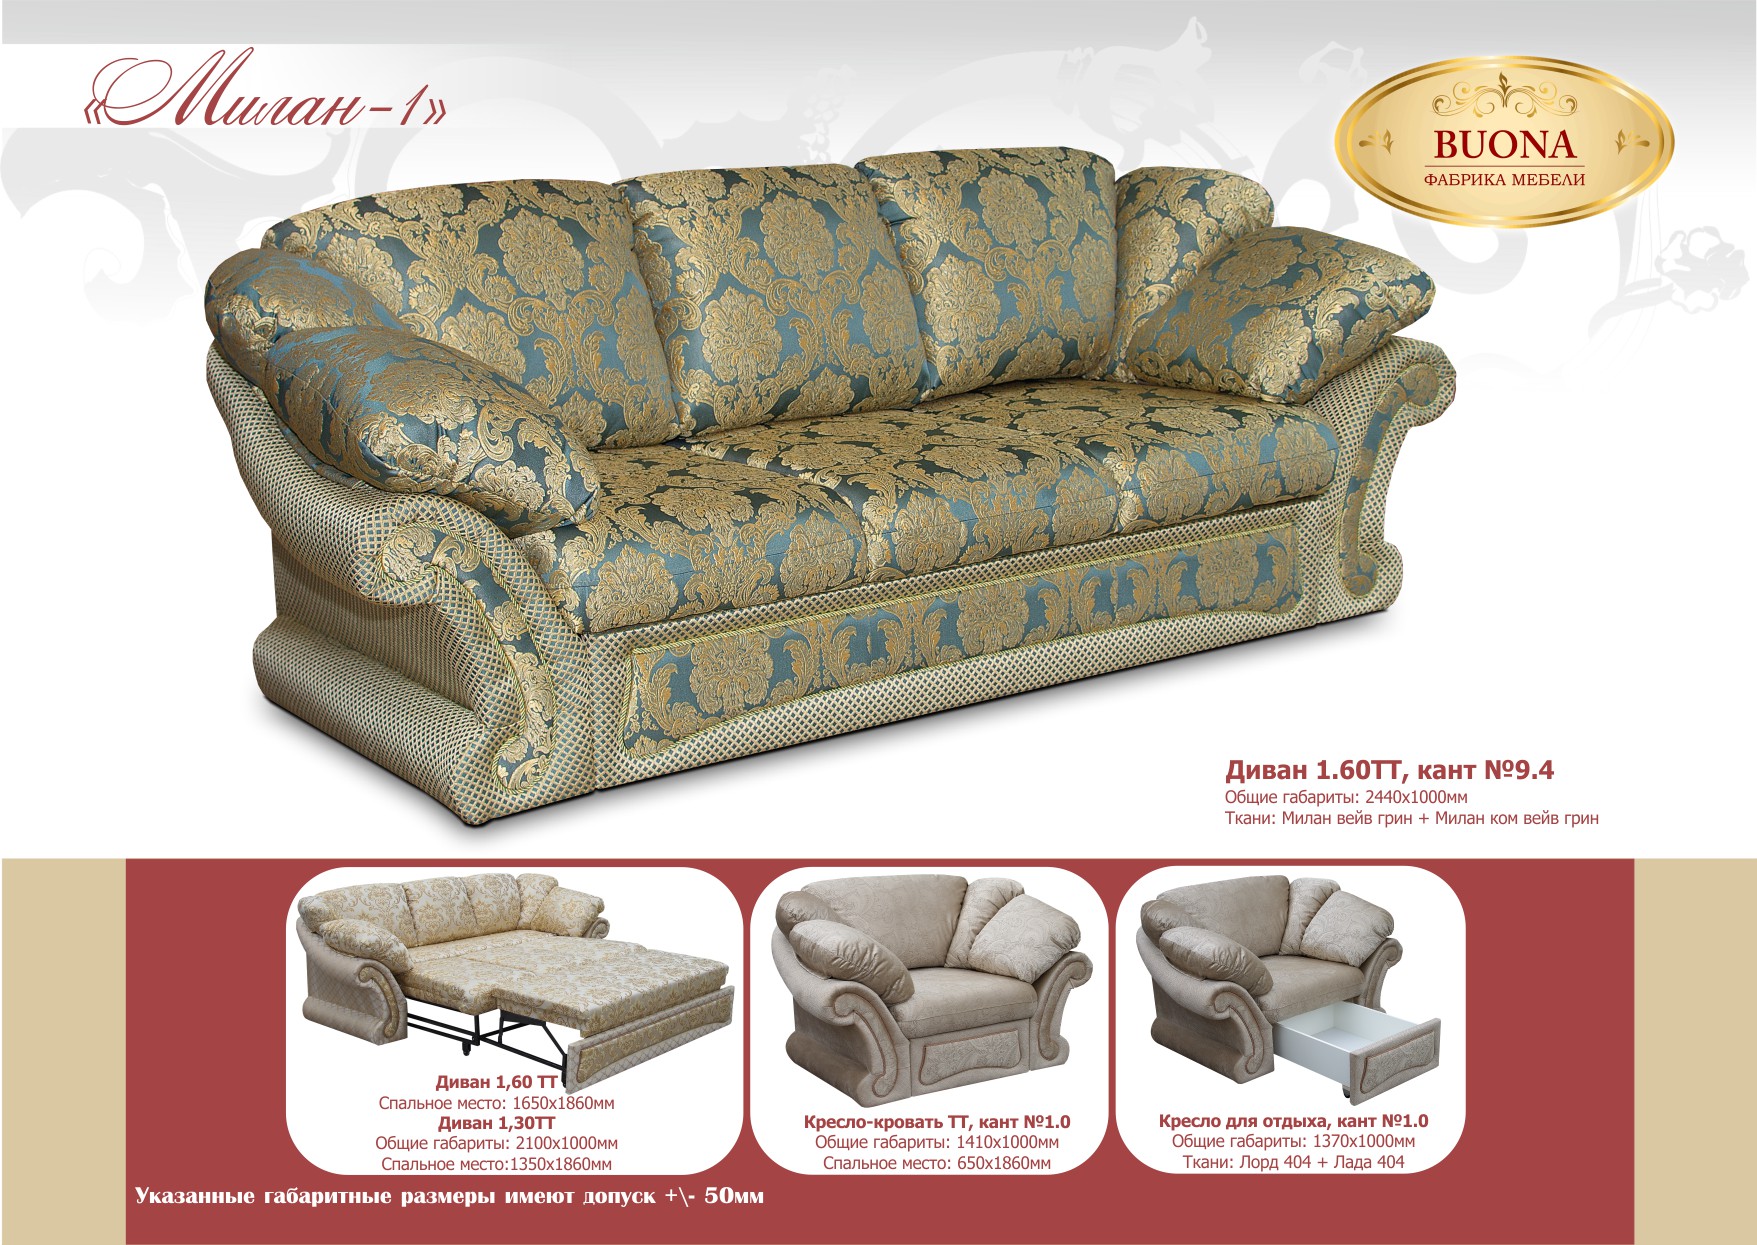 «Милан-1»
BUONA
ФАБРИКА МЕБЕЛИ
Диван 1.60ТТ, кант №9.4
Общие габариты: 2440х1000мм
Ткани: Милан вейв грин + Милан ком вейв грин
Диван 1,60 ТТ
Спальное место: 1650х1860мм
Диван 1,30ТТ
Общие габариты: 2100х1000мм
Спальное место:1350х1860мм
Кресло-кровать ТТ, кант №1.0
Общие габариты: 1410х1000мм
Спальное место: 650х1860мм
Кресло для отдыха, кант №1.0
Общие габариты: 1370х1000мм
Ткани: Лорд 404 + Лада 404
Указанные габаритные размеры имеют допуск +\- 50мм